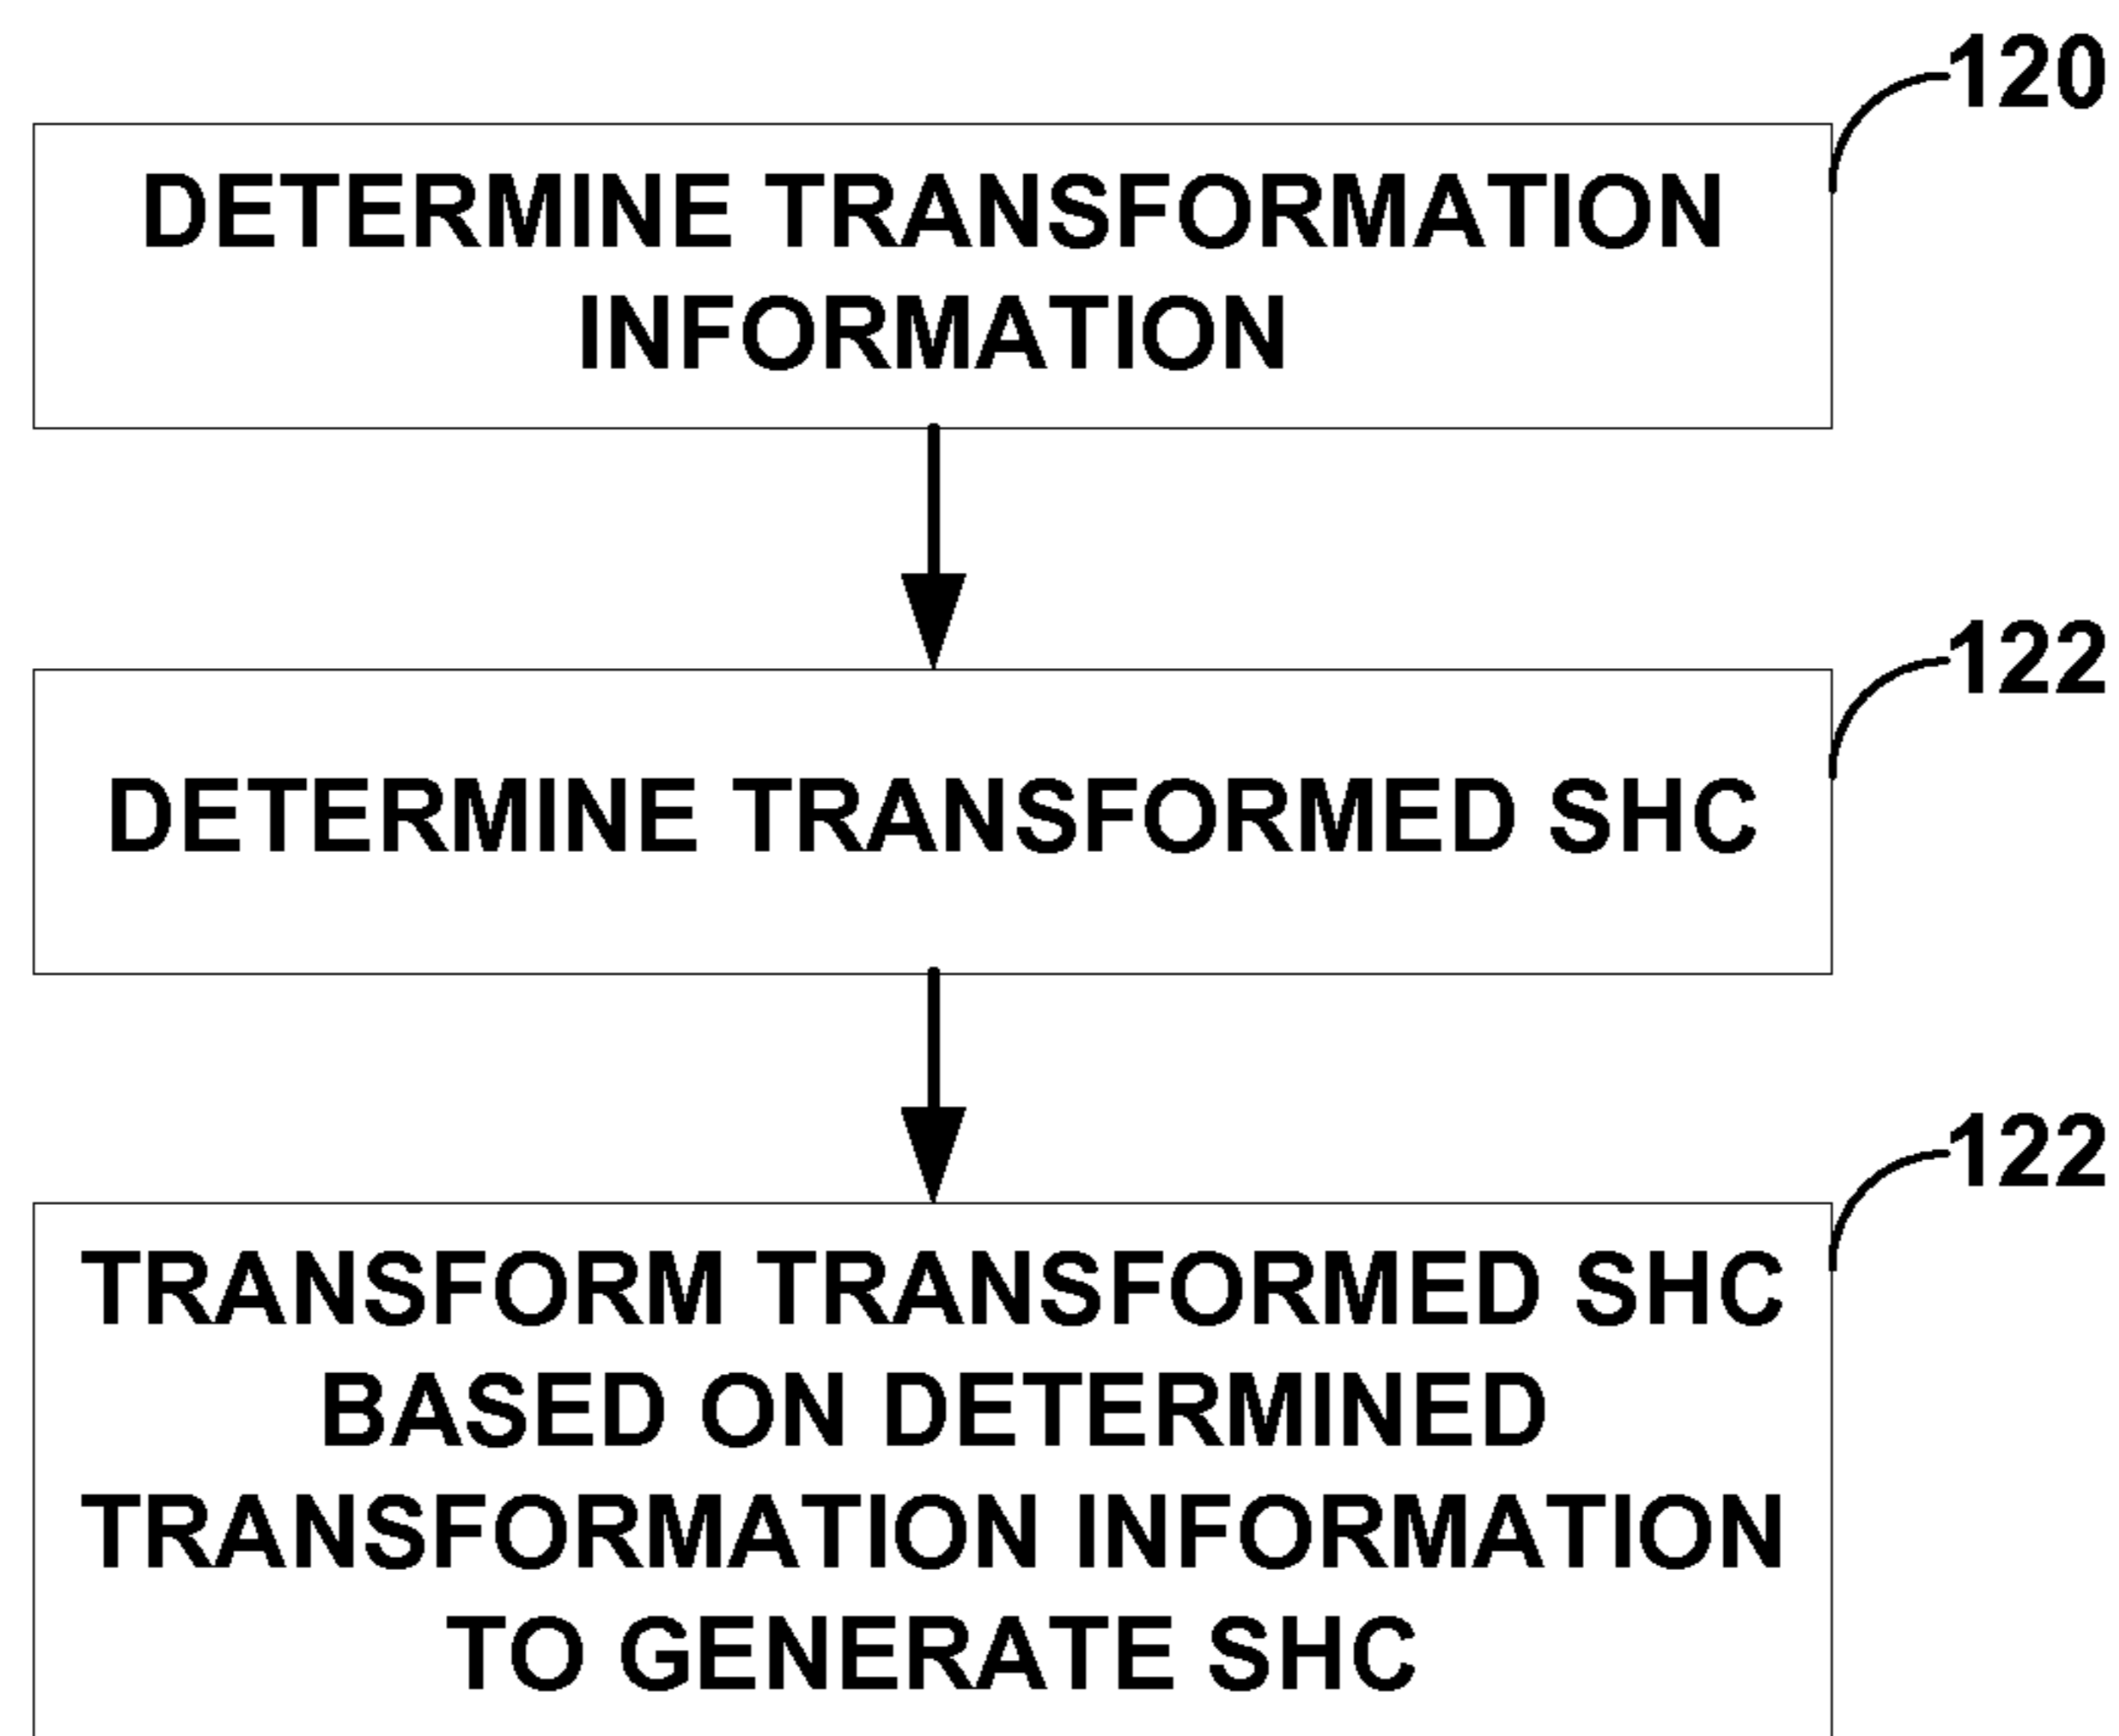 120
DETERMINE TRANSFORMATION
INFORMATION
122
DETERMINE TRANSFORMED SHC
122
TRANSFORM TRANSFORMED SHC
BASED ON DETERMINED
TRANSFORMATION INFORMATION
TO GENERATE SHC